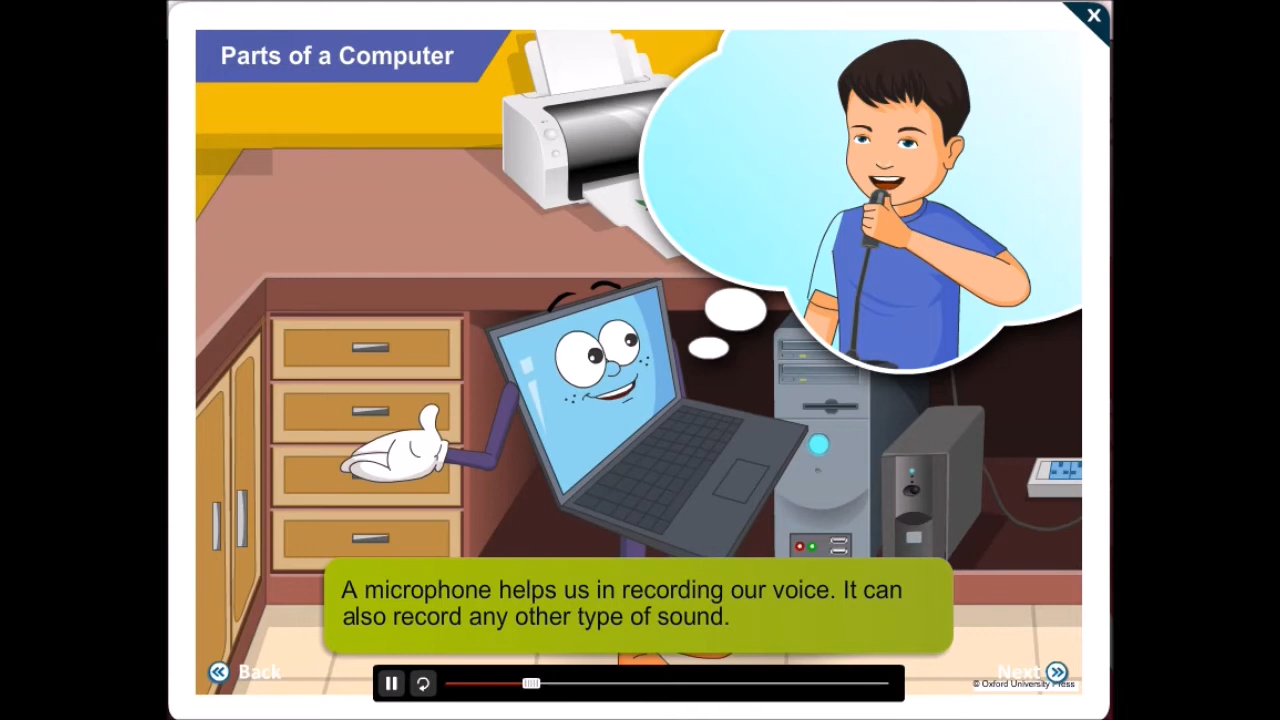 X
Parts of a Computer
A microphone helps us in recording our voice. It can
also record any other type of sound.
Back
Next
© Oxford University Press